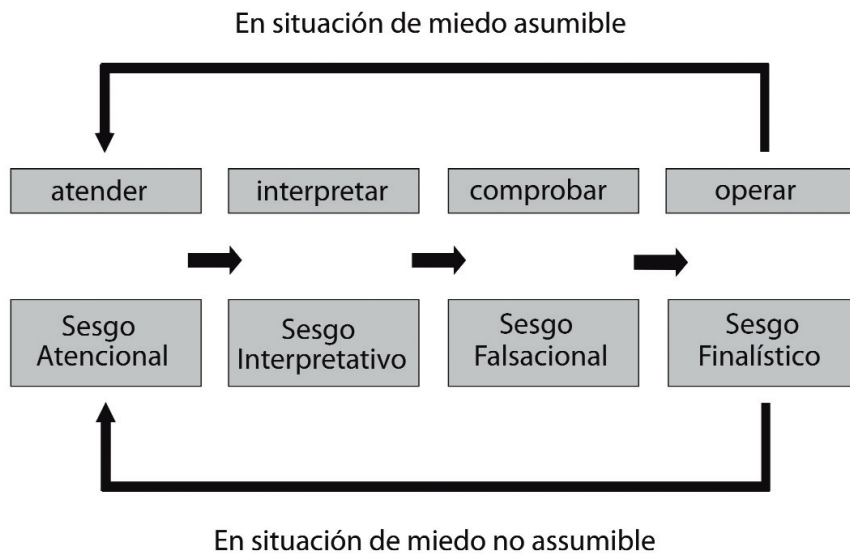 En situación de miedo asumible
atender
interpretar
comprobar
operar
Sesgo
Atencional
Sesgo
Interpretativo
Sesgo
Falsacional
Sesgo
Finalístico
En situación de miedo no assumible